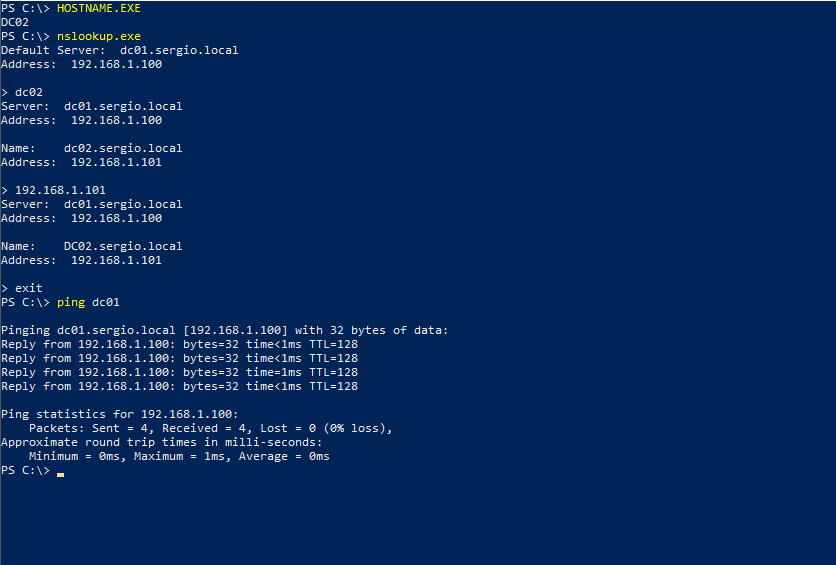 PS C:\> HOSTNAME.EXE
DC02
PS C:\> nslookup.exe
Default Server:  dc01.sergio.local
Address:  192.168.1.100

> dc02
Server:  dc01.sergio.local
Address:  192.168.1.100

Name:    dc02.sergio.local
Address:  192.168.1.101

> 192.168.1.101
Server:  dc01.sergio.local
Address:  192.168.1.100

Name:    DC02.sergio.local
Address:  192.168.1.101

> exit
PS C:\> ping dc01

Pinging dc01.sergio.local [192.168.1.100] with 32 bytes of data:
Reply from 192.168.1.100: bytes=32 time<1ms TTL=128
Reply from 192.168.1.100: bytes=32 time<1ms TTL=128
Reply from 192.168.1.100: bytes=32 time=1ms TTL=128
Reply from 192.168.1.100: bytes=32 time<1ms TTL=128

Ping statistics for 192.168.1.100:
    Packets: Sent = 4, Received = 4, Lost = 0 (0% loss),
Approximate round trip times in milli-seconds:
    Minimum = 0ms, Maximum = 1ms, Average = 0ms
PS C:\>